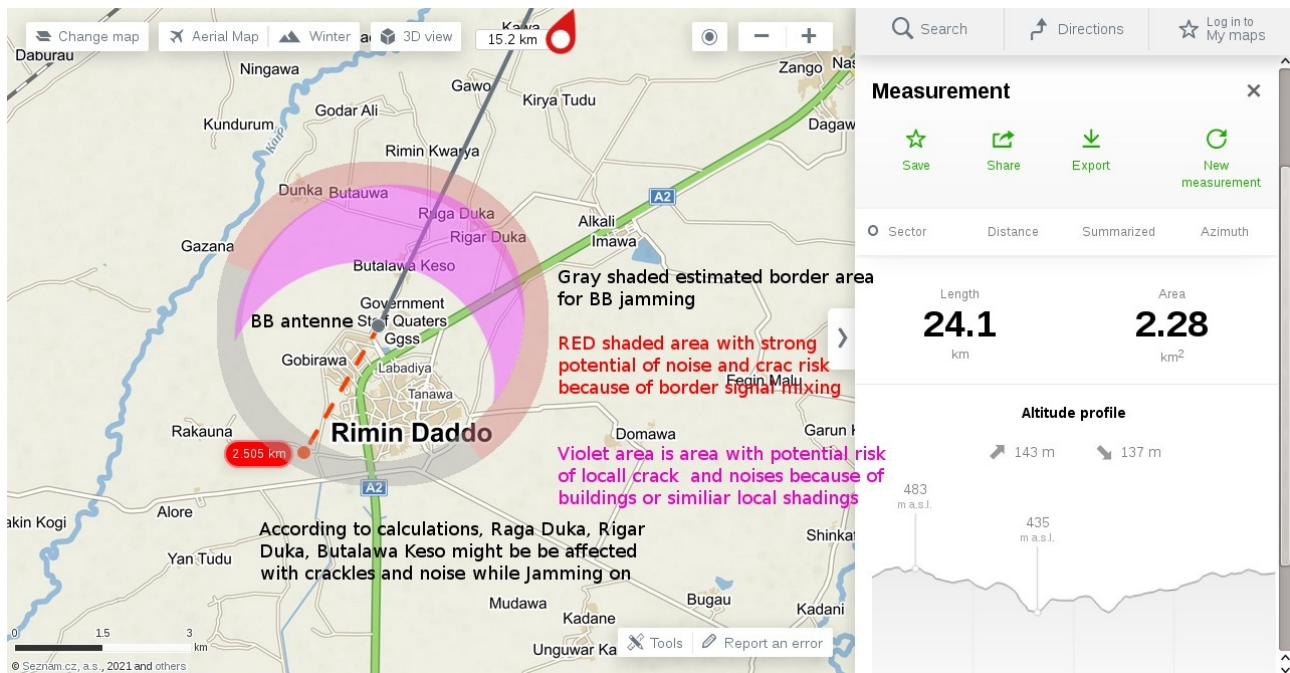 Kawa
Change map
Aerial Map
Winter
3D view
15.2 km
Daburau
Ningawa
Gawo
Zango
Nas
Godar Ali
Kirya Tudu
Kundurum
Dagaw
Karo
Rimin Kwarya
Dunka
Butauwa
A2
Ruga Duka
Alkali
Rigar Duka
Imawa
Gazana
Butalawa Keso
Gray shaded estimated border area
for BB jamming
Government
BB antenne
Staf Quaters
Ggss
RED shaded area with strong
potential of noise and crac risk
because of border signal mixing
Gobirawa
Labadiya
Fegin Malu
Tanawa
Rimin Daddo
Rakauna
Domawa
Garun
2.505 km
Violet area is area with potential risk
of locall crack and noises because of
buildings or similiar local shadings
A2
Alore
akin Kogi
According to calculations, Raga Duka, Rigar
Duka, Butalawa Keso might be be affected
with crackles and noise while Jamming on
Shinka
Yan Tudu
Mudawa
Bugau
Kadane
Kadani
Unguwar Ka
0 1.5 3
km
Tools
Report an error
© Seznam.cz, a.s., 2021 and others
Search
Directions
Log in to
My maps
Measurement
Save
Share
Export
New
measurement
Sector Distance Summarized Azimuth
Length Area
24.1 2.28
km km²
Altitude profile
143 m 137 m
483
m a.s.l.
435
m a.s.l.